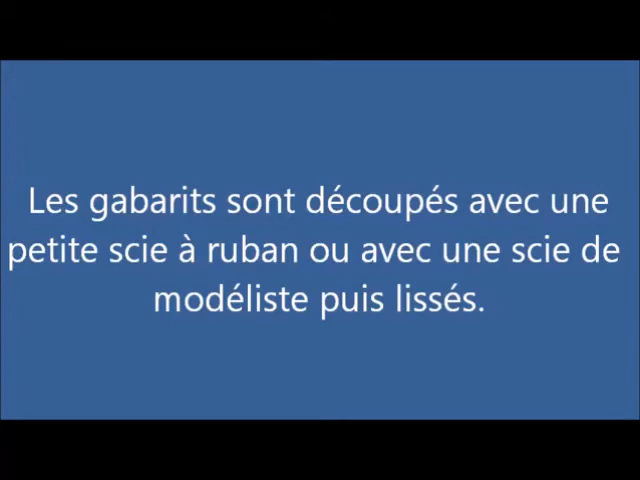 Les gabarits sont découpés avec une
petite scie à ruban ou avec une scie de
modéliste puis lissés.